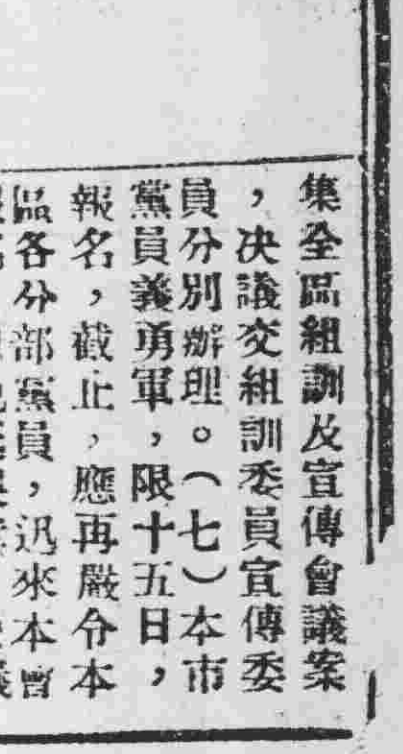 集全區組訓及宣傳會議案
，决議交組訓委員宣傳委
員分別辦理。（七）本市
黨員義勇軍，限十五日，
報名，截止，應再嚴令本
區各分部黨員，迅來本會